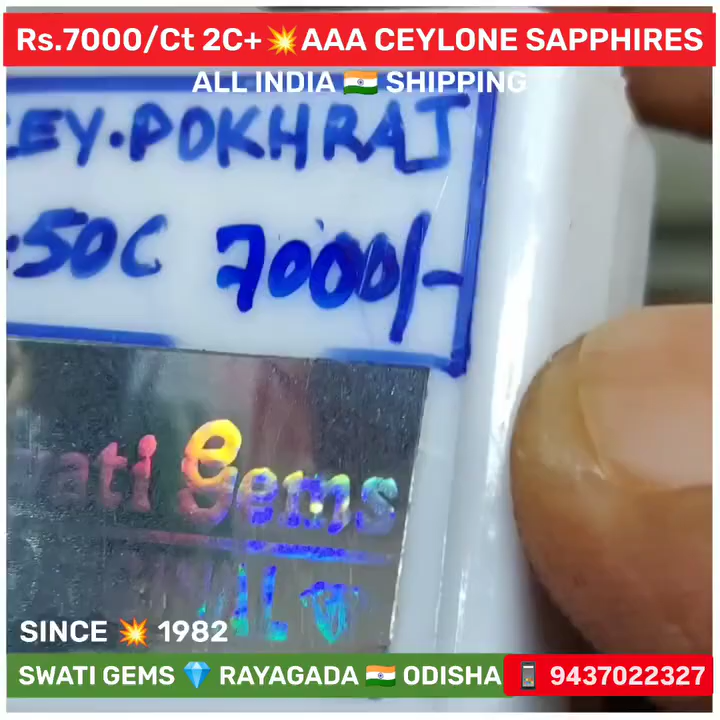 Rs.7000/Ct 2C+💥AAA CEYLONE SAPPHIRES
ALL INDIA 🇮🇳 SHIPPING
EY.POKHRAJ
50C 7000/-
ati Gems
SINCE 💥 1982
SWATI GEMS 💎 RAYAGADA 🇮🇳 ODISHA 📱 9437022327